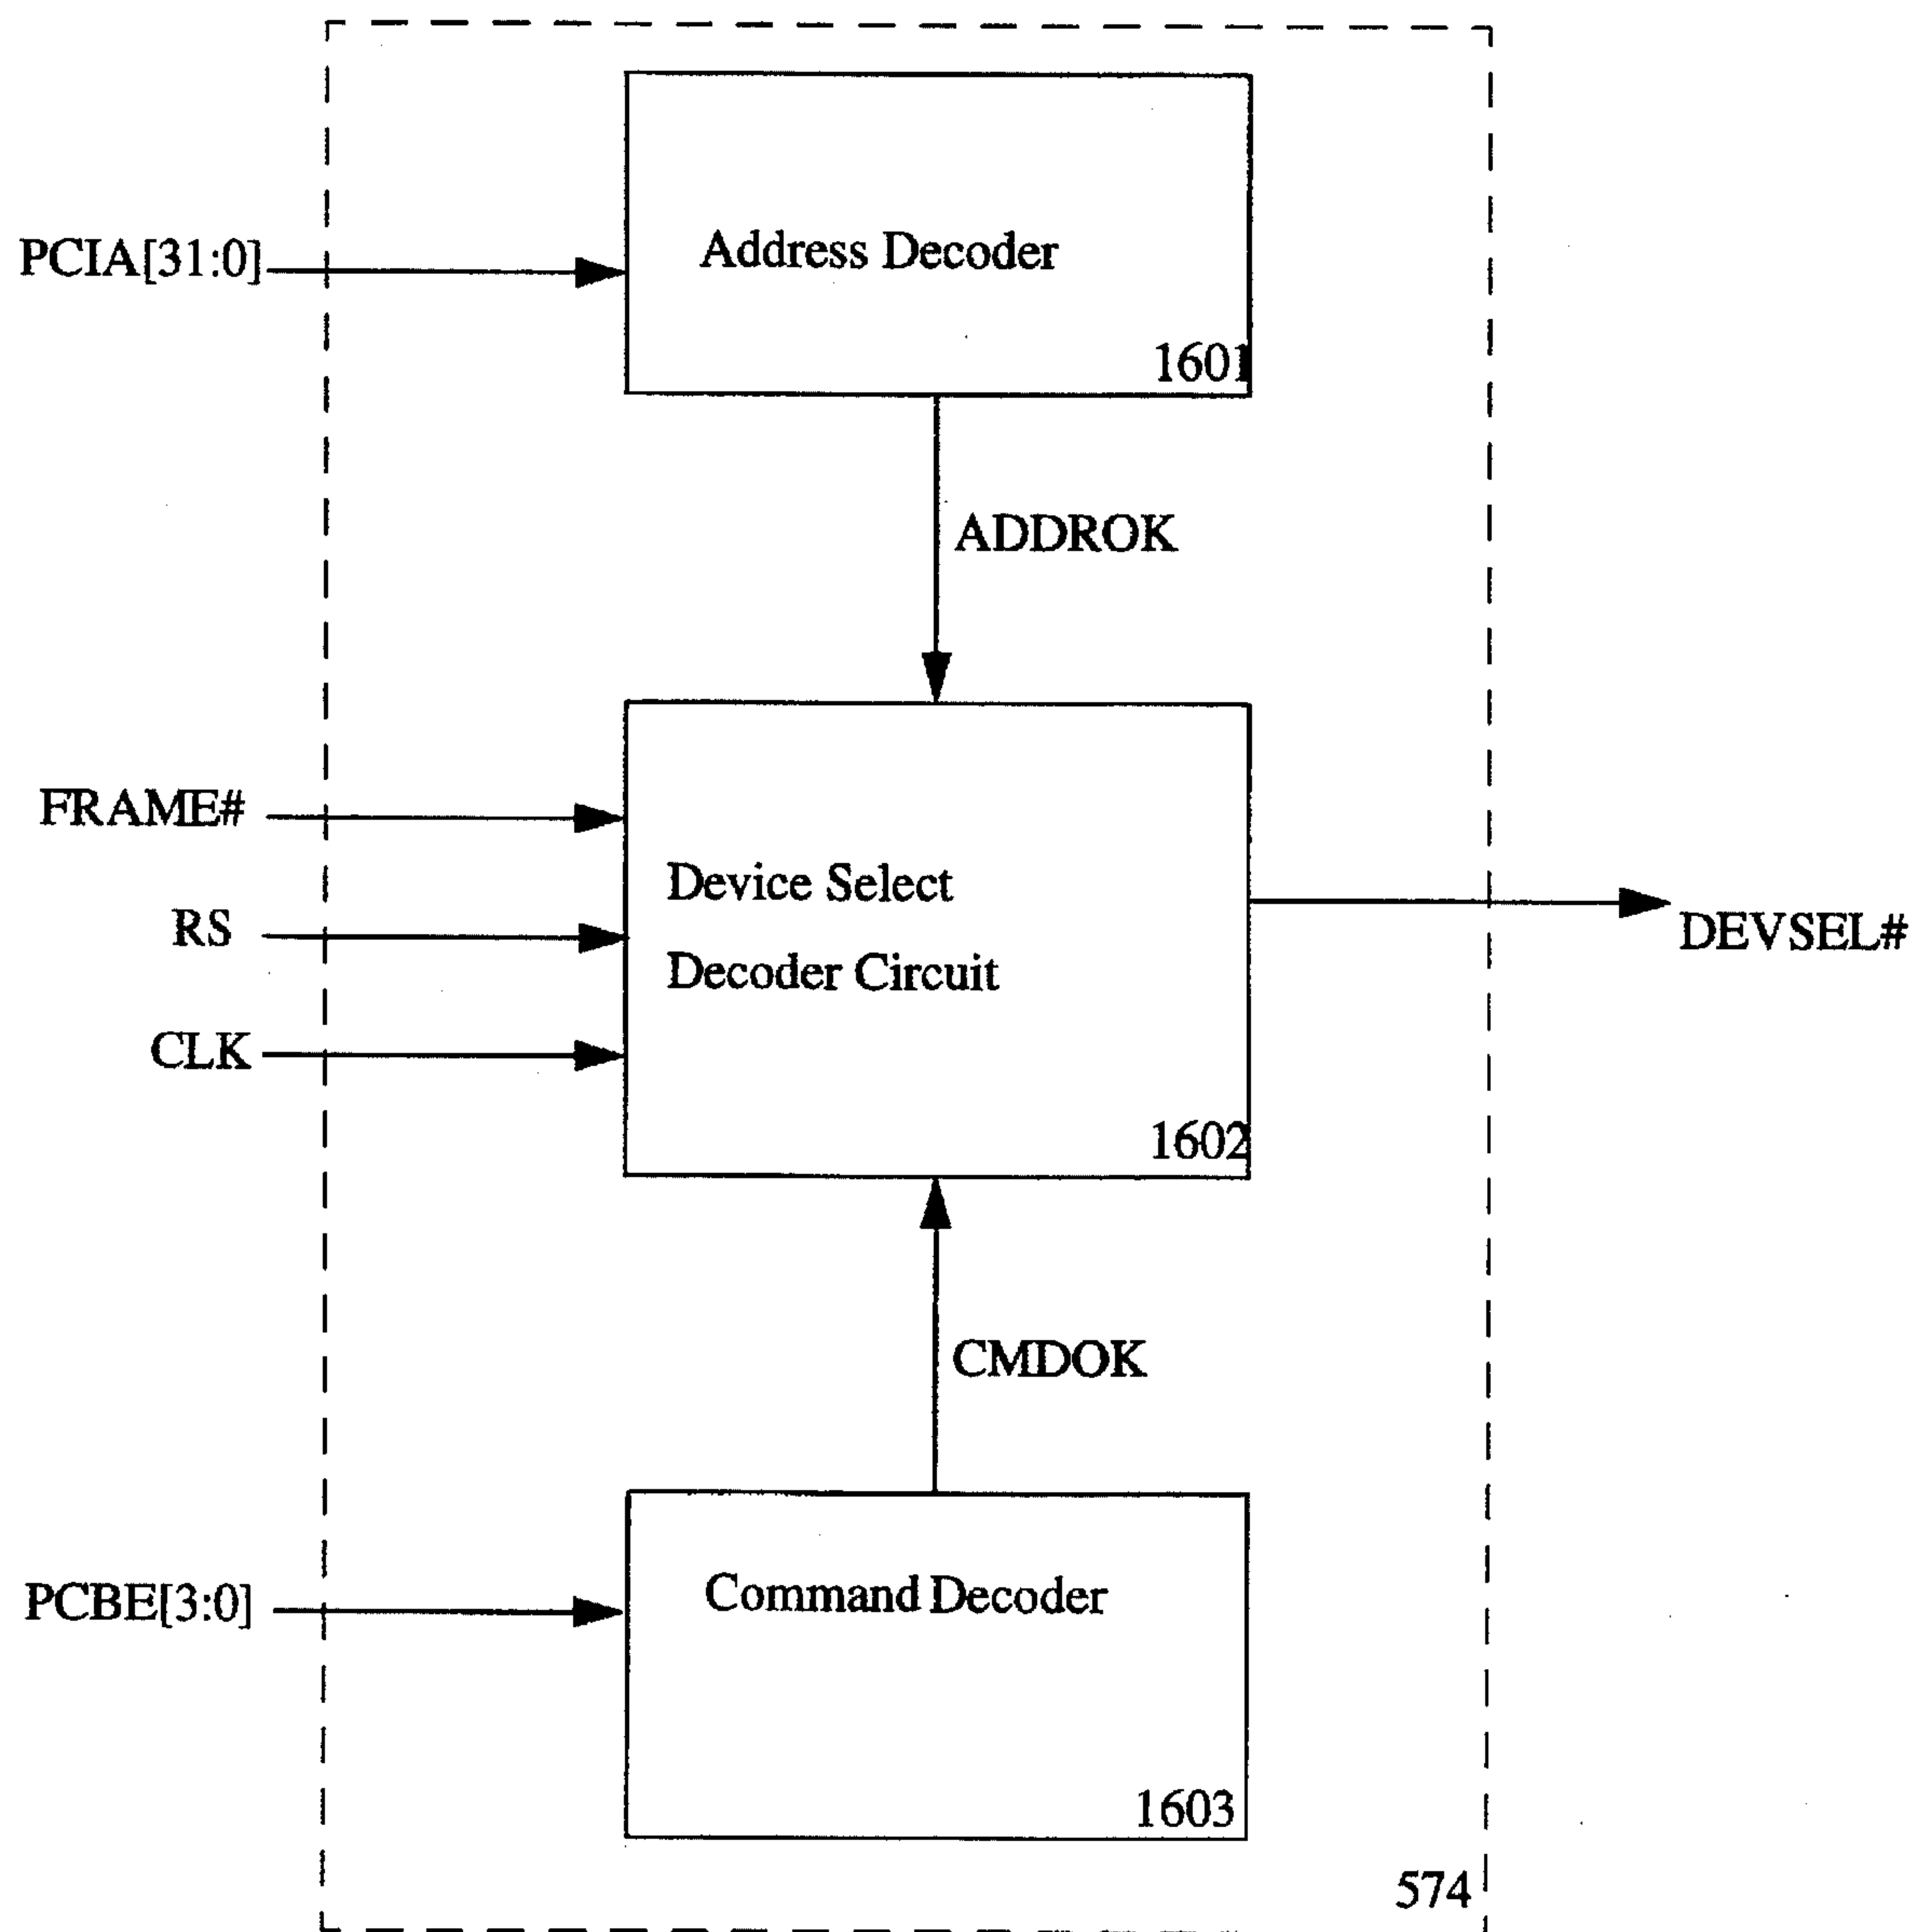 Address Decoder
PCIA[31:0]
1601
ADDROK
FRAME#
Device Select
RS
DEVSEL#
Decoder Circuit
CLK
1602
CMDOK
Command Decoder
PCBE[3:0]
1603
574